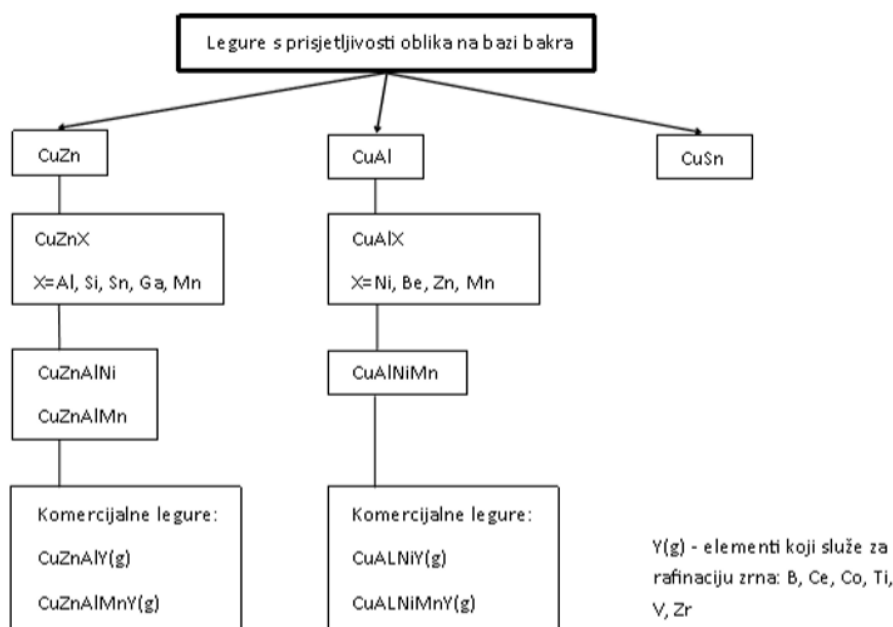 Legure s prisjetljivosti oblika na bazi bakra
CuZn
CuAl
CuSn
CuZnX
X=Al, Si, Sn, Ga, Mn
CuAlX
X=Ni, Be, Zn, Mn
CuZnAlNi
CuZnAlMn
CuAlNiMn
Komercijalne legure:
CuZnAlY(g)
CuZnAlMnY(g)
Komercijalne legure:
CuALNiY(g)
CuALNiMnY(g)
Y(g) - elementi koji služe za
rafinaciju zrna: B, Ce, Co, Ti,
V, Zr